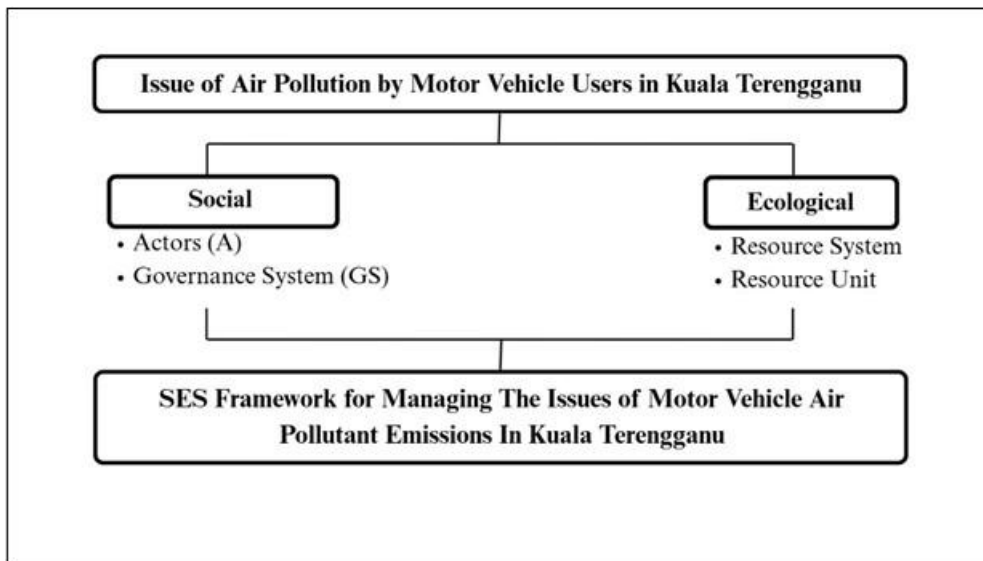 Issue of Air Pollution by Motor Vehicle Users in Kuala Terengganu
Social
• Actors (A)
• Governance System (GS)
Ecological
• Resource System
• Resource Unit
SES Framework for Managing The Issues of Motor Vehicle Air
Pollutant Emissions In Kuala Terengganu